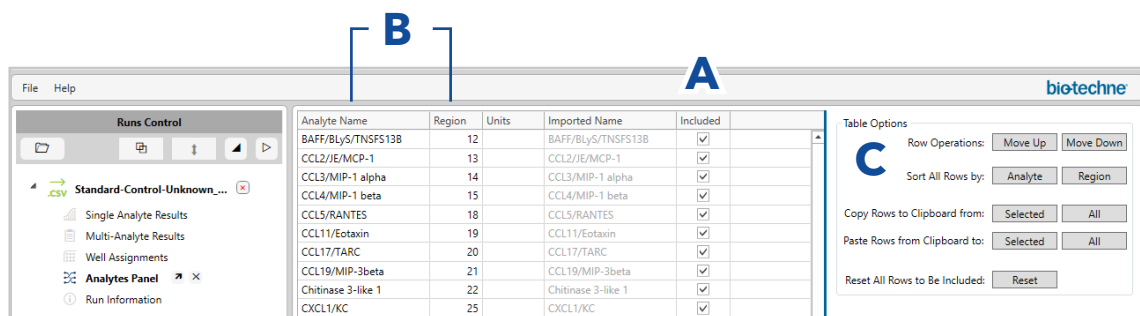 B
A
File Help
bio-techne
Runs Control
.csv Standard-Control-Unknown_...
Single Analyte Results
Multi-Analyte Results
Well Assignments
Analytes Panel
Run Information
Analyte Name Region Units Imported Name Included
BAFF/BLyS/TNSFS13B 12 BAFF/BLyS/TNSFS13B
CCL2/JE/MCP-1 13 CCL2/JE/MCP-1
CCL3/MIP-1 alpha 14 CCL3/MIP-1 alpha
CCL4/MIP-1 beta 15 CCL4/MIP-1 beta
CCL5/RANTES 18 CCL5/RANTES
CCL11/Eotaxin 19 CCL11/Eotaxin
CCL17/TARC 20 CCL17/TARC
CCL19/MIP-3beta 21 CCL19/MIP-3beta
Chitinase 3-like 1 22 Chitinase 3-like 1
CXCL1/KC 25 CXCL1/KC
Table Options
C
Row Operations: Move Up Move Down
Sort All Rows by: Analyte Region
Copy Rows to Clipboard from: Selected All
Paste Rows from Clipboard to: Selected All
Reset All Rows to Be Included: Reset